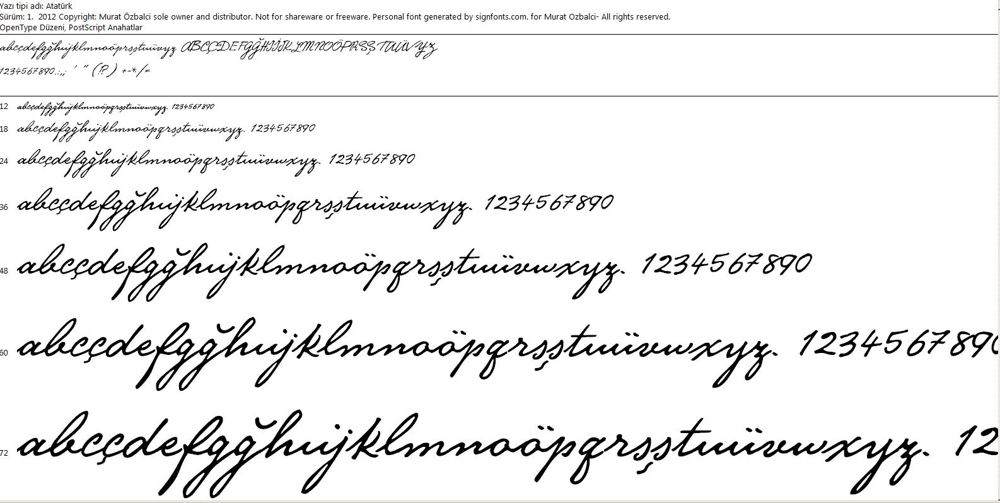 Yazı tipi adı: Atatürk
Sürüm: 1.  2012 Copyright: Murat Özbalci sole owner and distributor. Not for shareware or freeware. Personal font generated by signfonts.com. for Murat Ozbalci- All rights reserved.
OpenType Düzeni, PostScript Anahatlar
abcçdefgğhıijklmnoöprsştuüvyz ABCÇDEFGĞHIİJKLMNOÖPRSŞTUÜVYZ
1234567890.:,; ' " (!?) +-*/=
12 abcçdefgğhıijklmnoöpqrsştuüvwxyz. 1234567890
18 abcçdefgğhıijklmnoöpqrsştuüvwxyz. 1234567890
24 abcçdefgğhıijklmnoöpqrsştuüvwxyz. 1234567890
36 abcçdefgğhıijklmnoöpqrsştuüvwxyz. 1234567890
48 abcçdefgğhıijklmnoöpqrsştuüvwxyz. 1234567890
60 abcçdefgğhıijklmnoöpqrsştuüvwxyz. 1234567890
72 abcçdefgğhıijklmnoöpqrsştuüvwxyz. 12